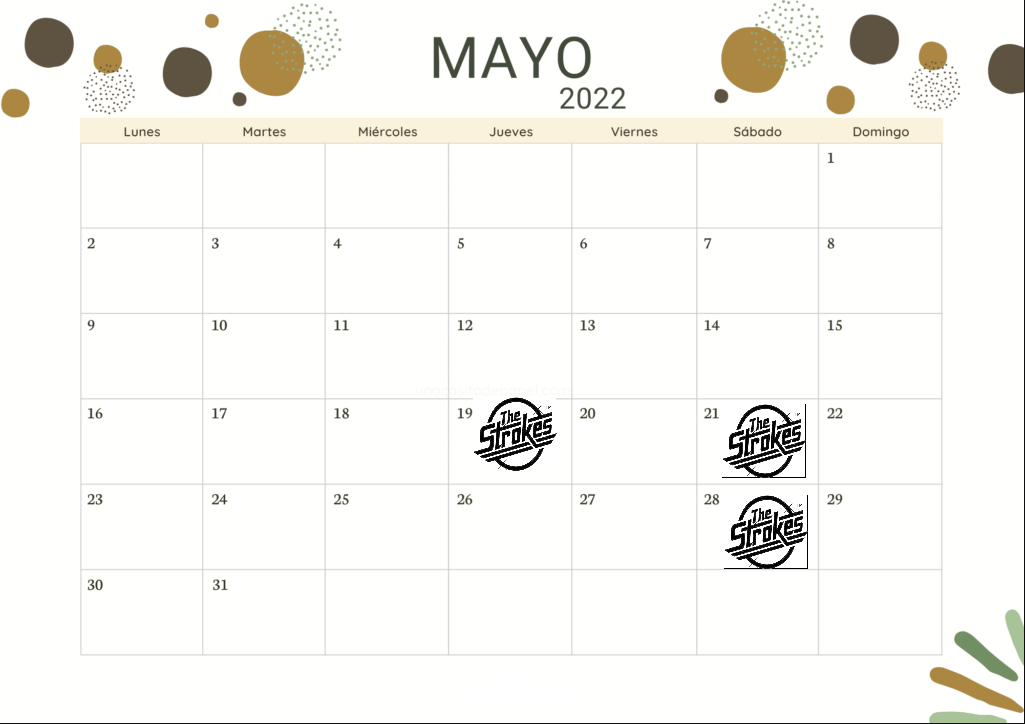 MAYO
2022
Lunes Martes Miércoles Jueves Viernes Sábado Domingo
1
2 3 4 5 6 7 8
9 10 11 12 13 14 15
16 17 18 19 The Strokes 20 21 The Strokes 22
23 24 25 26 27 28 The Strokes 29
30 31